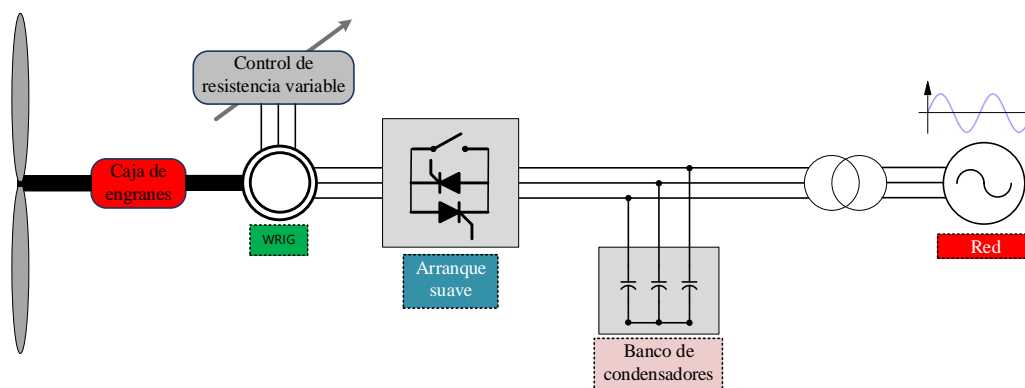 Control de
resistencia variable
Caja de
engranes
WRIG
Arranque
suave
Red
Banco de
condensadores